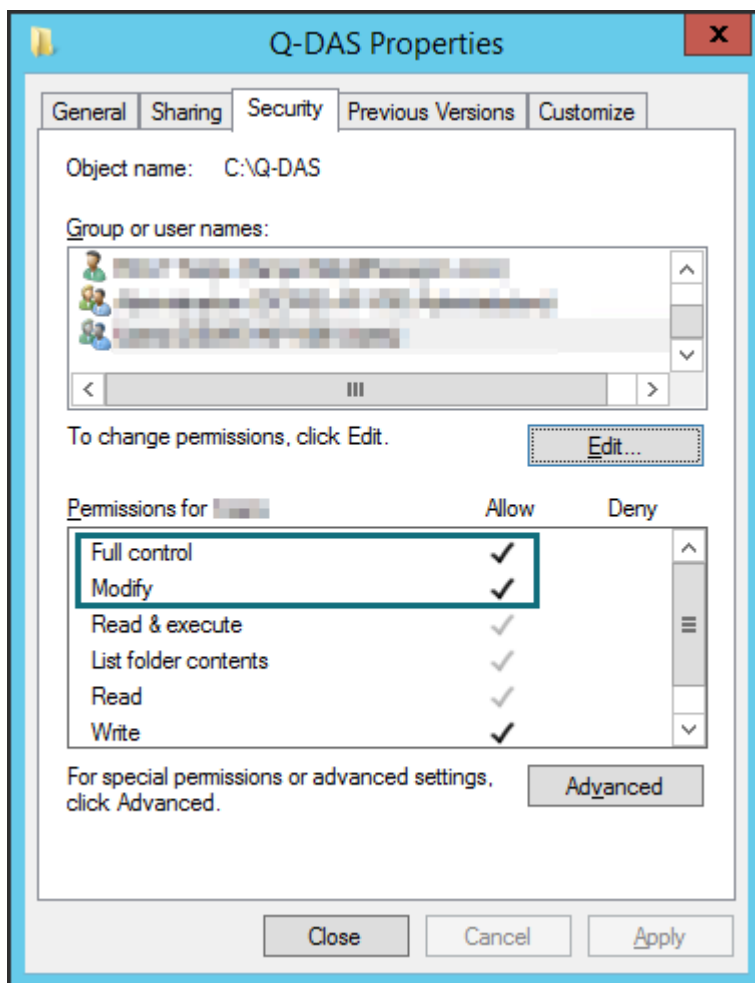 Q-DAS Properties
x
General Sharing Security Previous Versions Customize
Object name: C:\Q-DAS
Group or user names:
To change permissions, click Edit.
Edit...
Permissions for
Allow Deny
Full control
Modify
Read & execute
List folder contents
Read
Write
For special permissions or advanced settings,
click Advanced.
Advanced
Close Cancel Apply